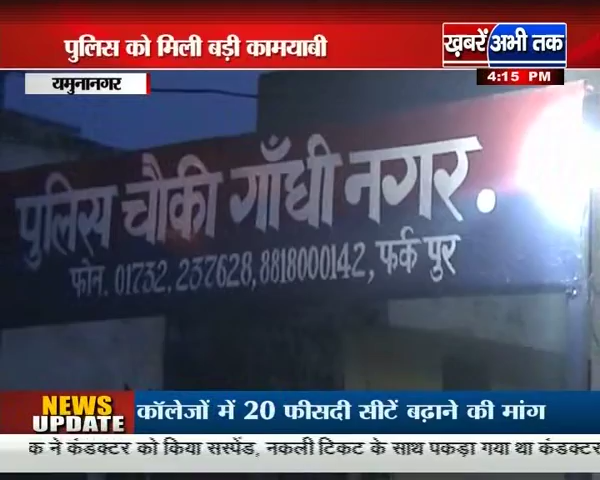 पुलिस को मिली बड़ी कामयाबी
ख़बरें अभी तक
4:15 PM
यमुनानगर
पुलिस चौकी गाँधी नगर.
फोन. 01732, 237628, 8818000142, फर्क पुर
NEWS UPDATE
कॉलेजों में 20 फीसदी सीटें बढ़ाने की मांग
क ने कंडक्टर को किया सस्पेंड, नकली टिकट के साथ पकड़ा गया था कंडक्टर